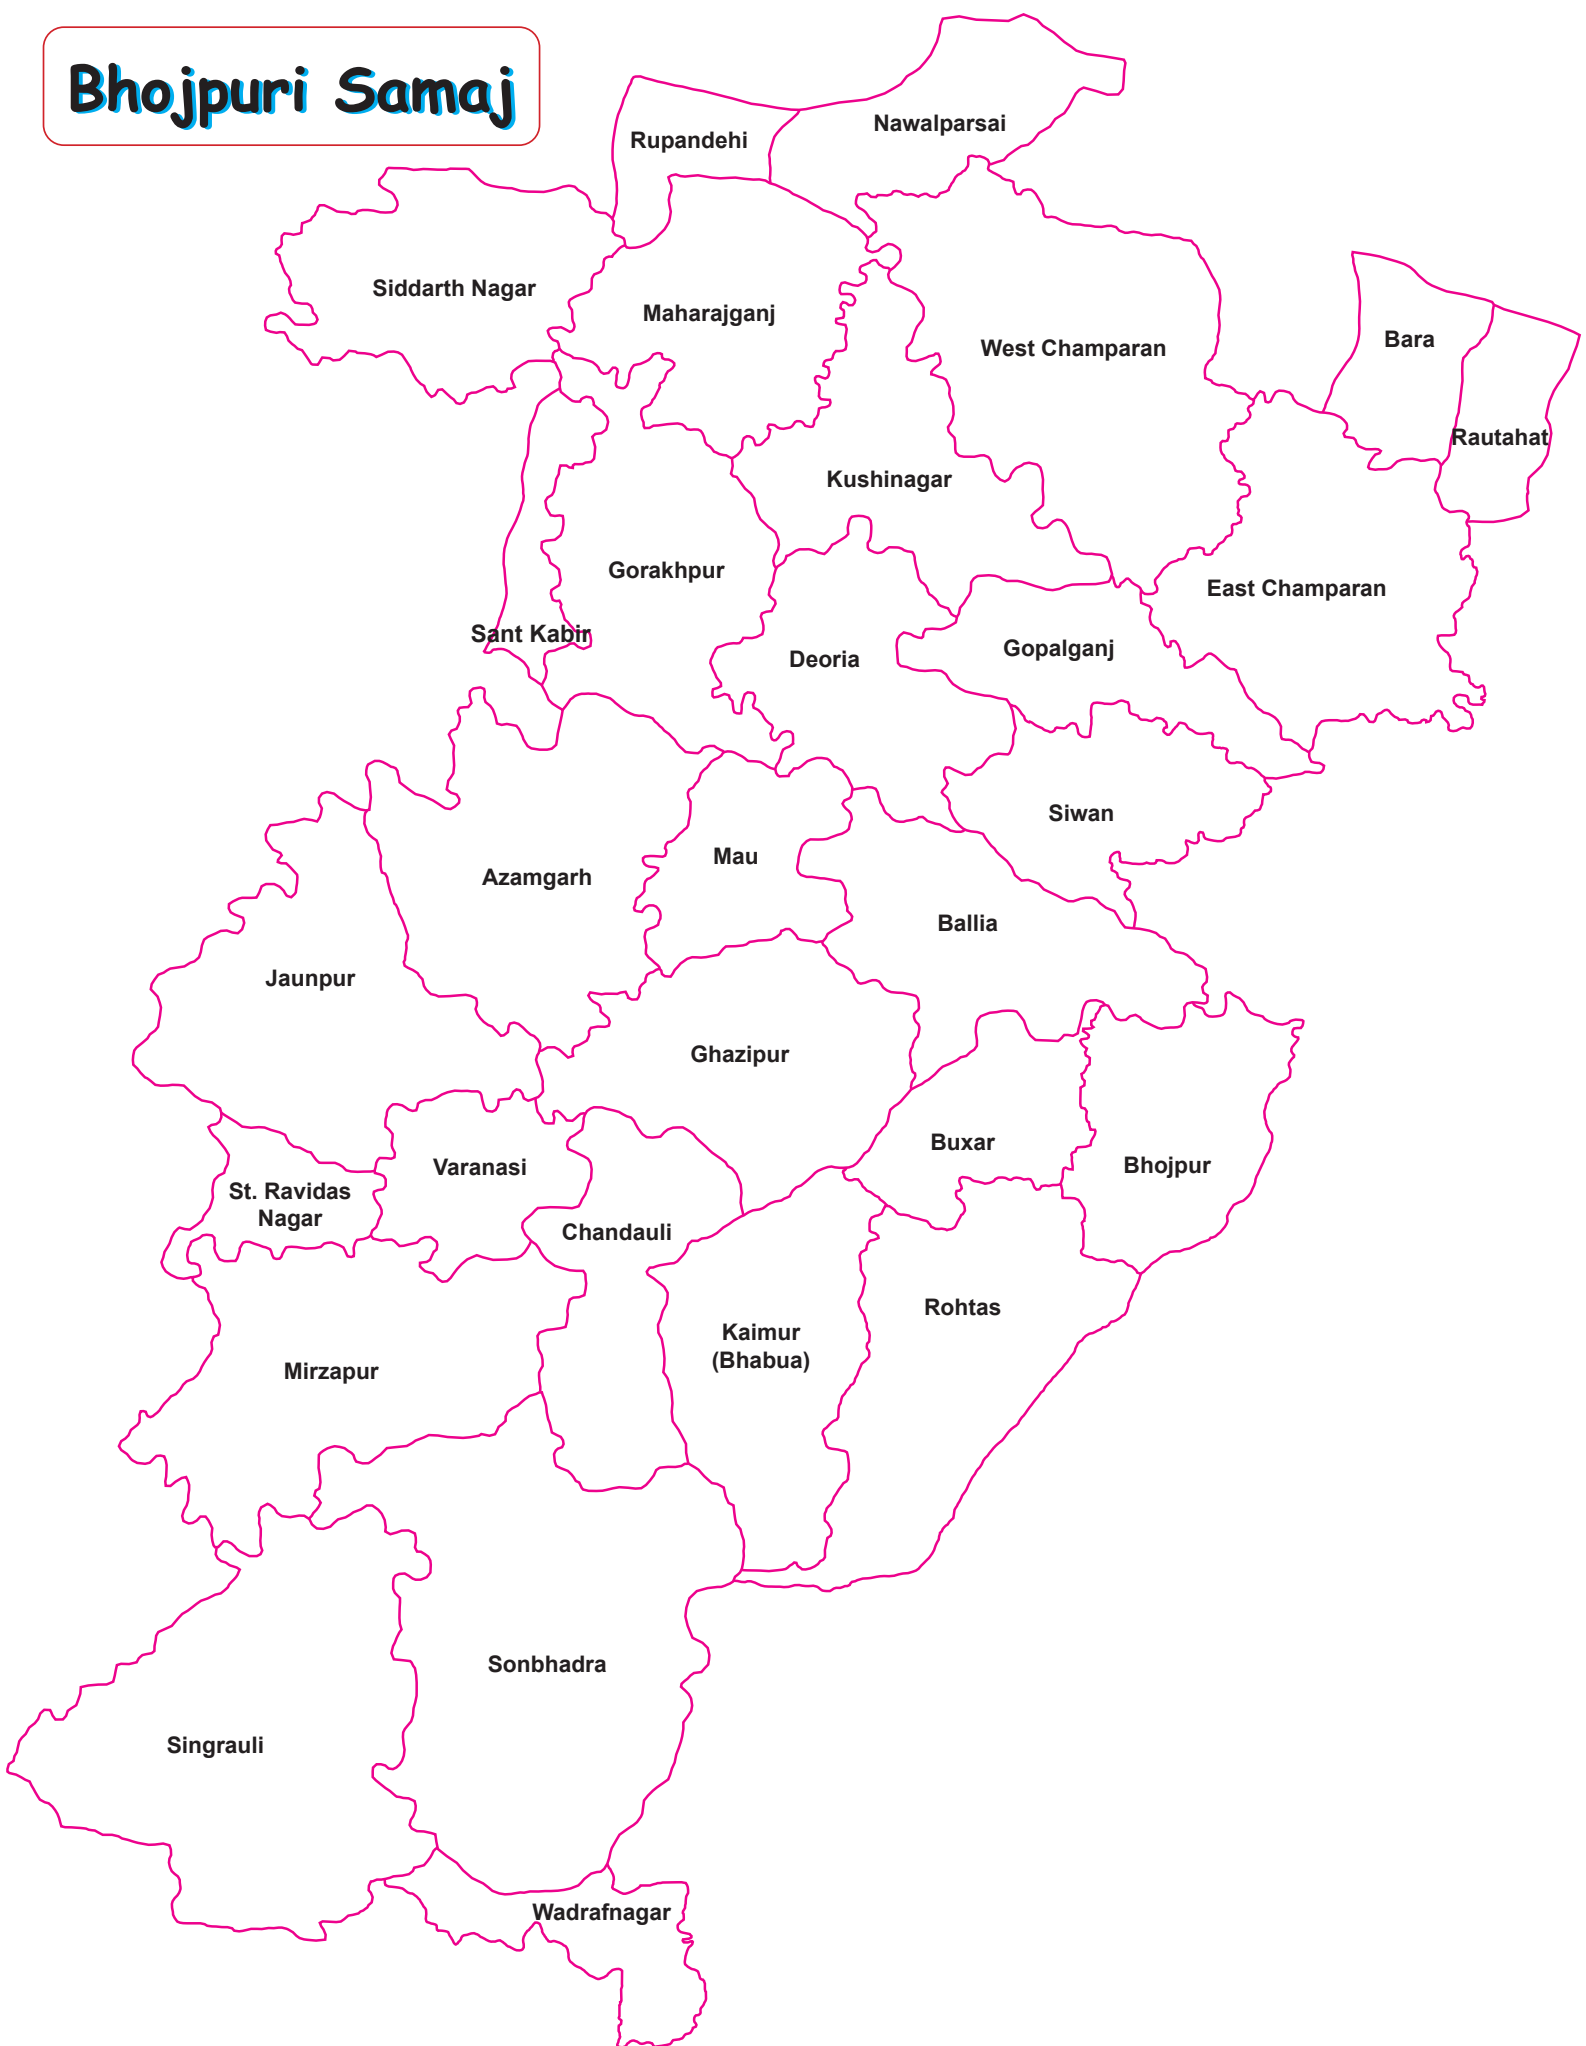 Bhojpuri Samaj
Nawalparsai
Rupandehi
Siddarth Nagar
Maharajganj
West Champaran
Bara
Rautahat
Kushinagar
Gorakhpur
East Champaran
Sant Kabir
Deoria
Gopalganj
Siwan
Mau
Azamgarh
Ballia
Jaunpur
Ghazipur
Buxar
Bhojpur
Varanasi
St. Ravidas
Nagar
Chandauli
Rohtas
Kaimur
(Bhabua)
Mirzapur
Sonbhadra
Singrauli
Wadrafnagar